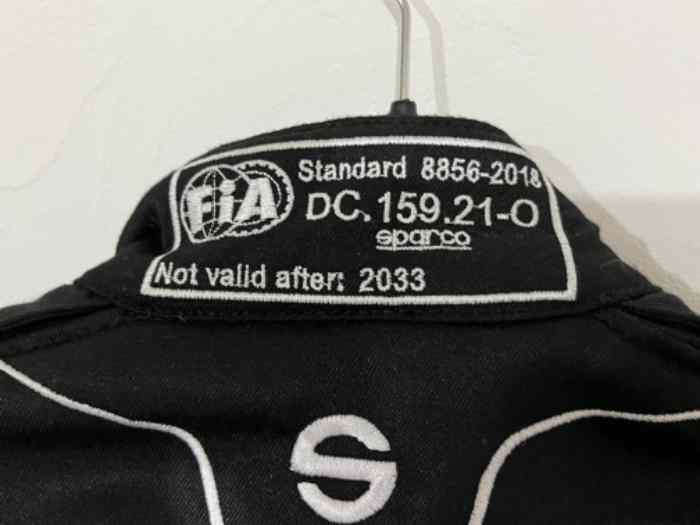 FiA
Standard 8856-2018
DC.159.21-O
sparco
Not valid after: 2033
S